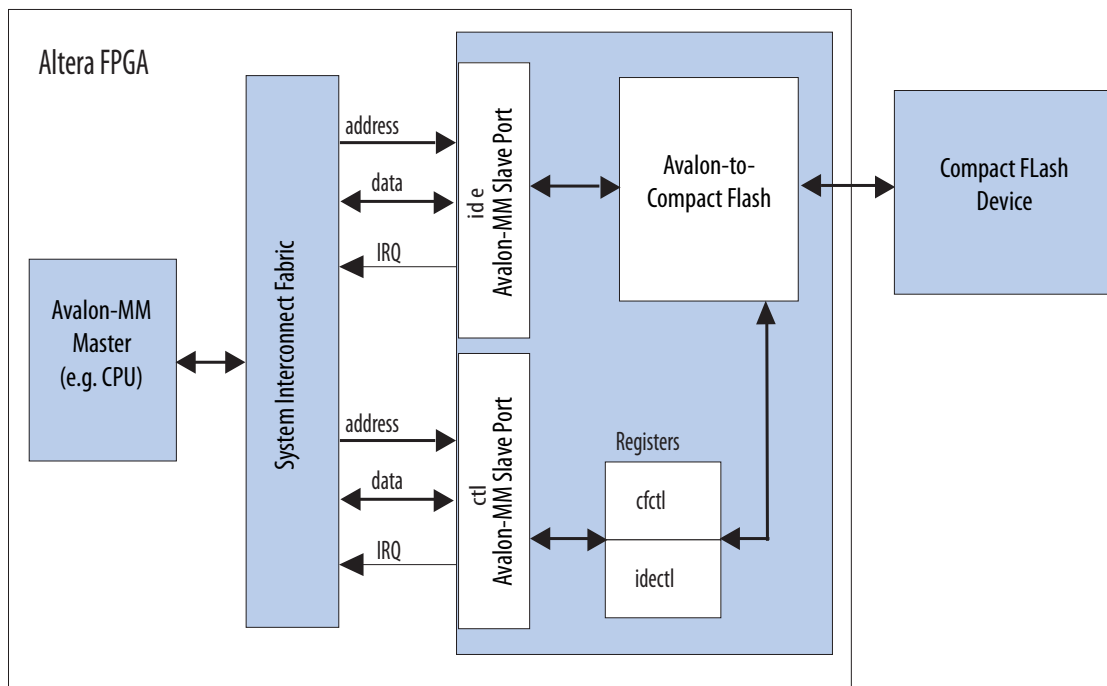 Altera FPGA
Avalon-MM
Master
(e.g. CPU)
System Interconnect Fabric
address
data
IRQ
address
data
IRQ
id e
Avalon-MM Slave Port
ctl
Avalon-MM Slave Port
Avalon-to-
Compact Flash
Registers
cfctl
idectl
Compact FLash
Device